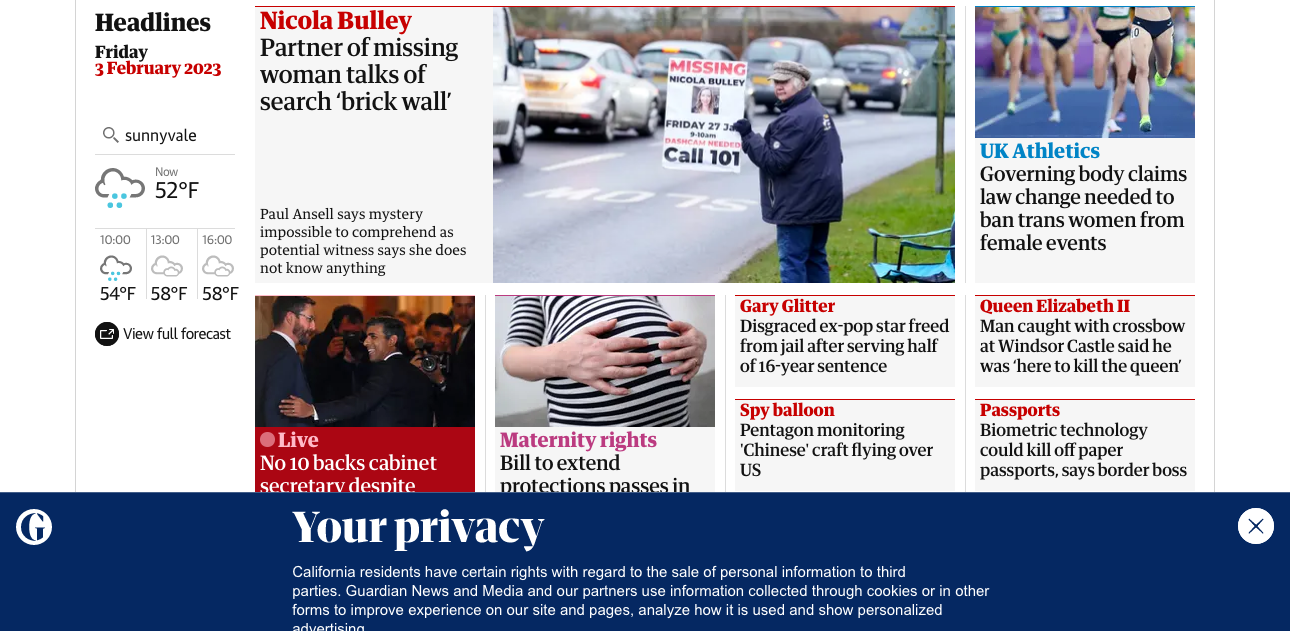 Headlines
Friday
3 February 2023
sunnyvale
Now
52°F
10:00
13:00
16:00
54°F
58°F
58°F
View full forecast
Nicola Bulley
Partner of missing
woman talks of
search ‘brick wall’
Paul Ansell says mystery
impossible to comprehend as
potential witness says she does
not know anything
MISSING
NICOLA BULLEY
FRIDAY 27 Ja
9-10am
DASHCAM NEEDED
Call 101
UK Athletics
Governing body claims
law change needed to
ban trans women from
female events
Live
No 10 backs cabinet
secretary despite
Maternity rights
Bill to extend
protections passes in
Gary Glitter
Disgraced ex-pop star freed
from jail after serving half
of 16-year sentence
Spy balloon
Pentagon monitoring
'Chinese' craft flying over
US
Queen Elizabeth II
Man caught with crossbow
at Windsor Castle said he
was ‘here to kill the queen’
Passports
Biometric technology
could kill off paper
passports, says border boss
G
Your privacy
California residents have certain rights with regard to the sale of personal information to third
parties. Guardian News and Media and our partners use information collected through cookies or in other
forms to improve experience on our site and pages, analyze how it is used and show personalized
advertising.